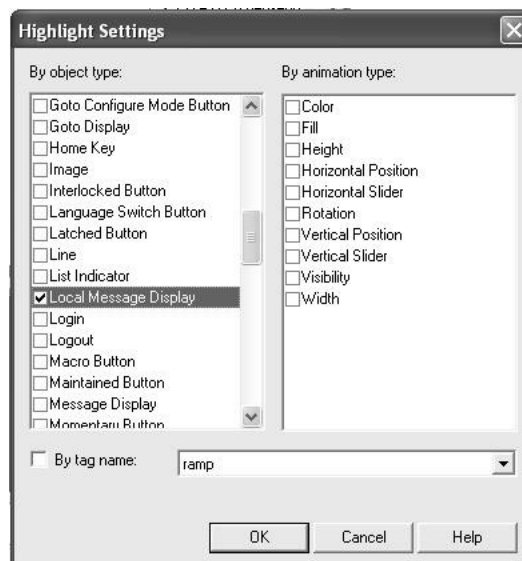 Highlight Settings
By object type:
By animation type:
Goto Configure Mode Button
Goto Display
Home Key
Image
Interlocked Button
Language Switch Button
Latched Button
Line
List Indicator
Local Message Display
Login
Logout
Macro Button
Maintained Button
Message Display
Momentary Button
Color
Fill
Height
Horizontal Position
Horizontal Slider
Rotation
Vertical Position
Vertical Slider
Visibility
Width
By tag name:
ramp
OK
Cancel
Help